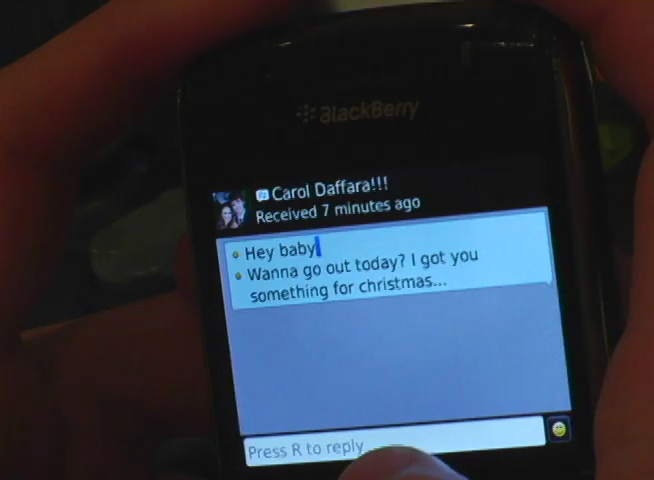 BlackBerry
Carol Daffara!!!
Received 7 minutes ago
Hey baby
Wanna go out today? I got you
something for christmas...
Press R to reply